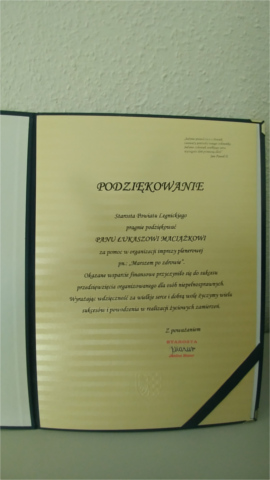 PODZIĘKOWANIE
Starosta Powiatu Legnickiego
pragnie podziękować
PANU ŁUKASZOWI MACIĄŻKOWI
za pomoc w organizacji imprezy plenerowej
pn.: „Marszem po zdrowie”.
Okazane wsparcie finansowe przyczyniło się do sukcesu
przedsięwzięcia organizowanego dla osób niepełnosprawnych.
Wyrażając wdzięczność za wielkie serce i dobrą wolę życzymy wielu
sukcesów i powodzenia w realizacji życiowych zamierzeń.
Z poważaniem
STAROSTA